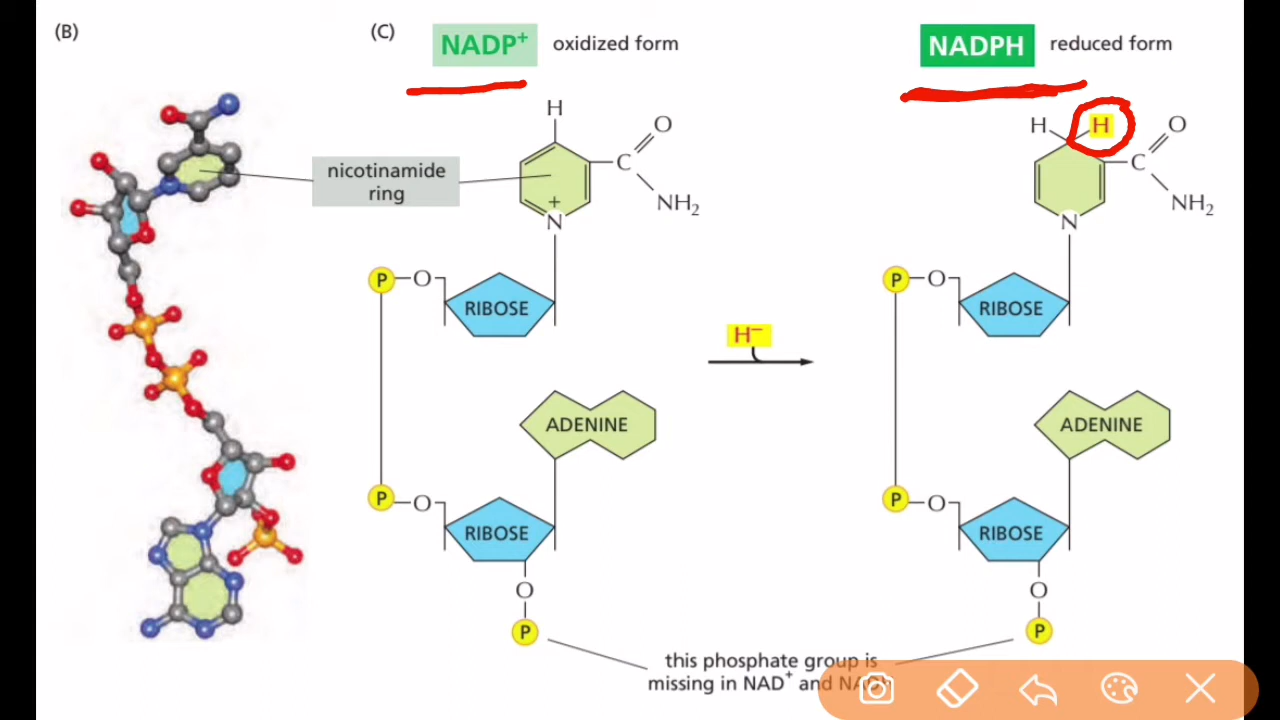 (B)
(C)
NADP⁺ oxidized form
NADPH reduced form
nicotinamide
ring
H
O
C
NH₂
+
N
P
O
RIBOSE
ADENINE
P
O
RIBOSE
O
P
H⁻
H
H
O
C
NH₂
N
P
O
RIBOSE
ADENINE
P
O
RIBOSE
O
P
this phosphate group is
missing in NAD⁺ and